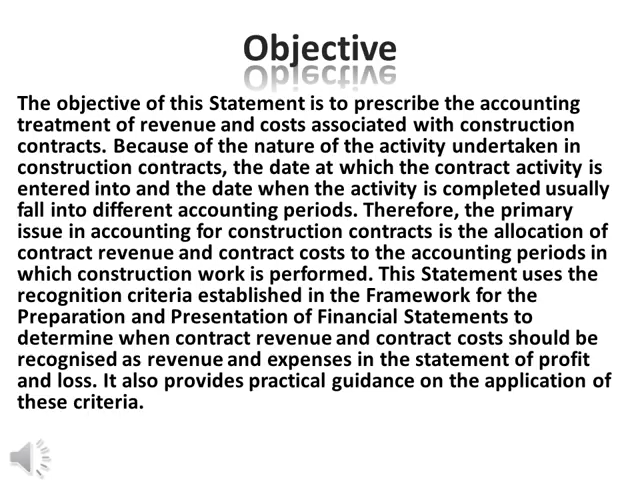 Objective
The objective of this Statement is to prescribe the accounting
treatment of revenue and costs associated with construction
contracts. Because of the nature of the activity undertaken in
construction contracts, the date at which the contract activity is
entered into and the date when the activity is completed usually
fall into different accounting periods. Therefore, the primary
issue in accounting for construction contracts is the allocation of
contract revenue and contract costs to the accounting periods in
which construction work is performed. This Statement uses the
recognition criteria established in the Framework for the
Preparation and Presentation of Financial Statements to
determine when contract revenue and contract costs should be
recognised as revenue and expenses in the statement of profit
and loss. It also provides practical guidance on the application of
these criteria.